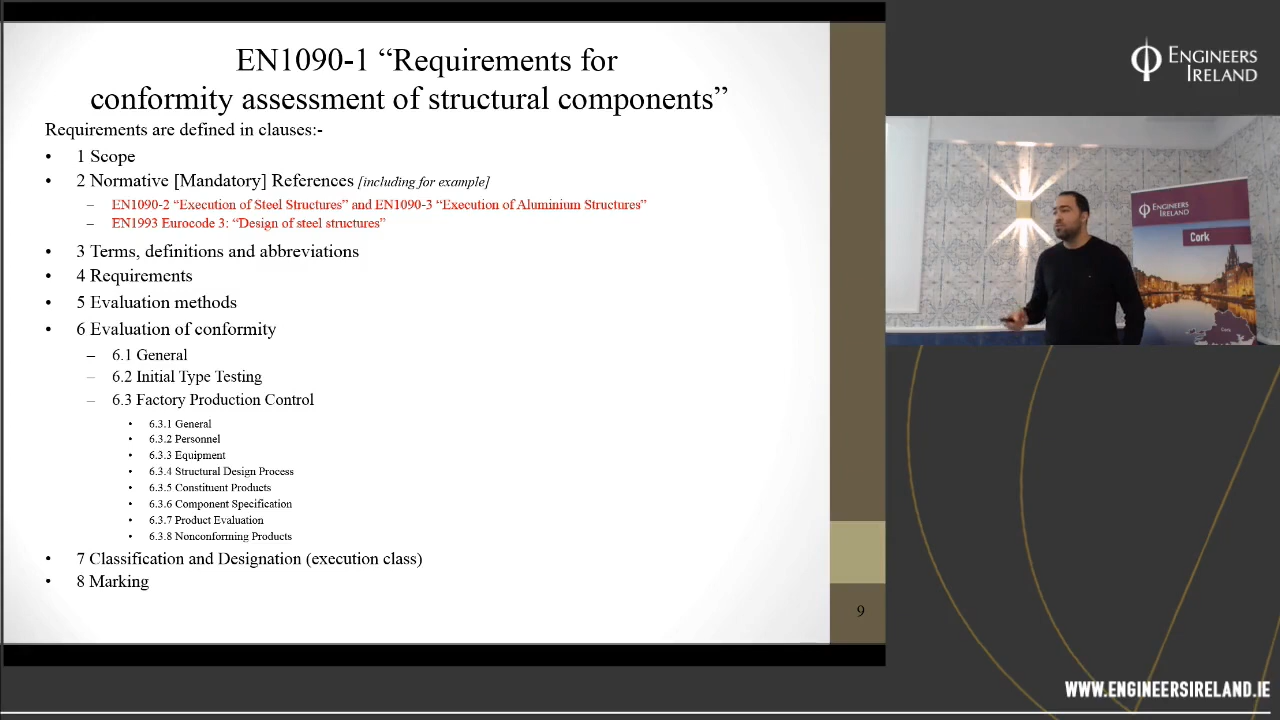 EN1090-1 “Requirements for
conformity assessment of structural components”
Requirements are defined in clauses:-
• 1 Scope
• 2 Normative [Mandatory] References [including for example]
– EN1090-2 “Execution of Steel Structures” and EN1090-3 “Execution of Aluminium Structures”
– EN1993 Eurocode 3: “Design of steel structures”
• 3 Terms, definitions and abbreviations
• 4 Requirements
• 5 Evaluation methods
• 6 Evaluation of conformity
– 6.1 General
– 6.2 Initial Type Testing
– 6.3 Factory Production Control
• 6.3.1 General
• 6.3.2 Personnel
• 6.3.3 Equipment
• 6.3.4 Structural Design Process
• 6.3.5 Constituent Products
• 6.3.6 Component Specification
• 6.3.7 Product Evaluation
• 6.3.8 Nonconforming Products
• 7 Classification and Designation (execution class)
• 8 Marking
9
ENGINEERS
IRELAND
ENGINEERS
IRELAND
Cork
WWW.ENGINEERSIRELAND.IE